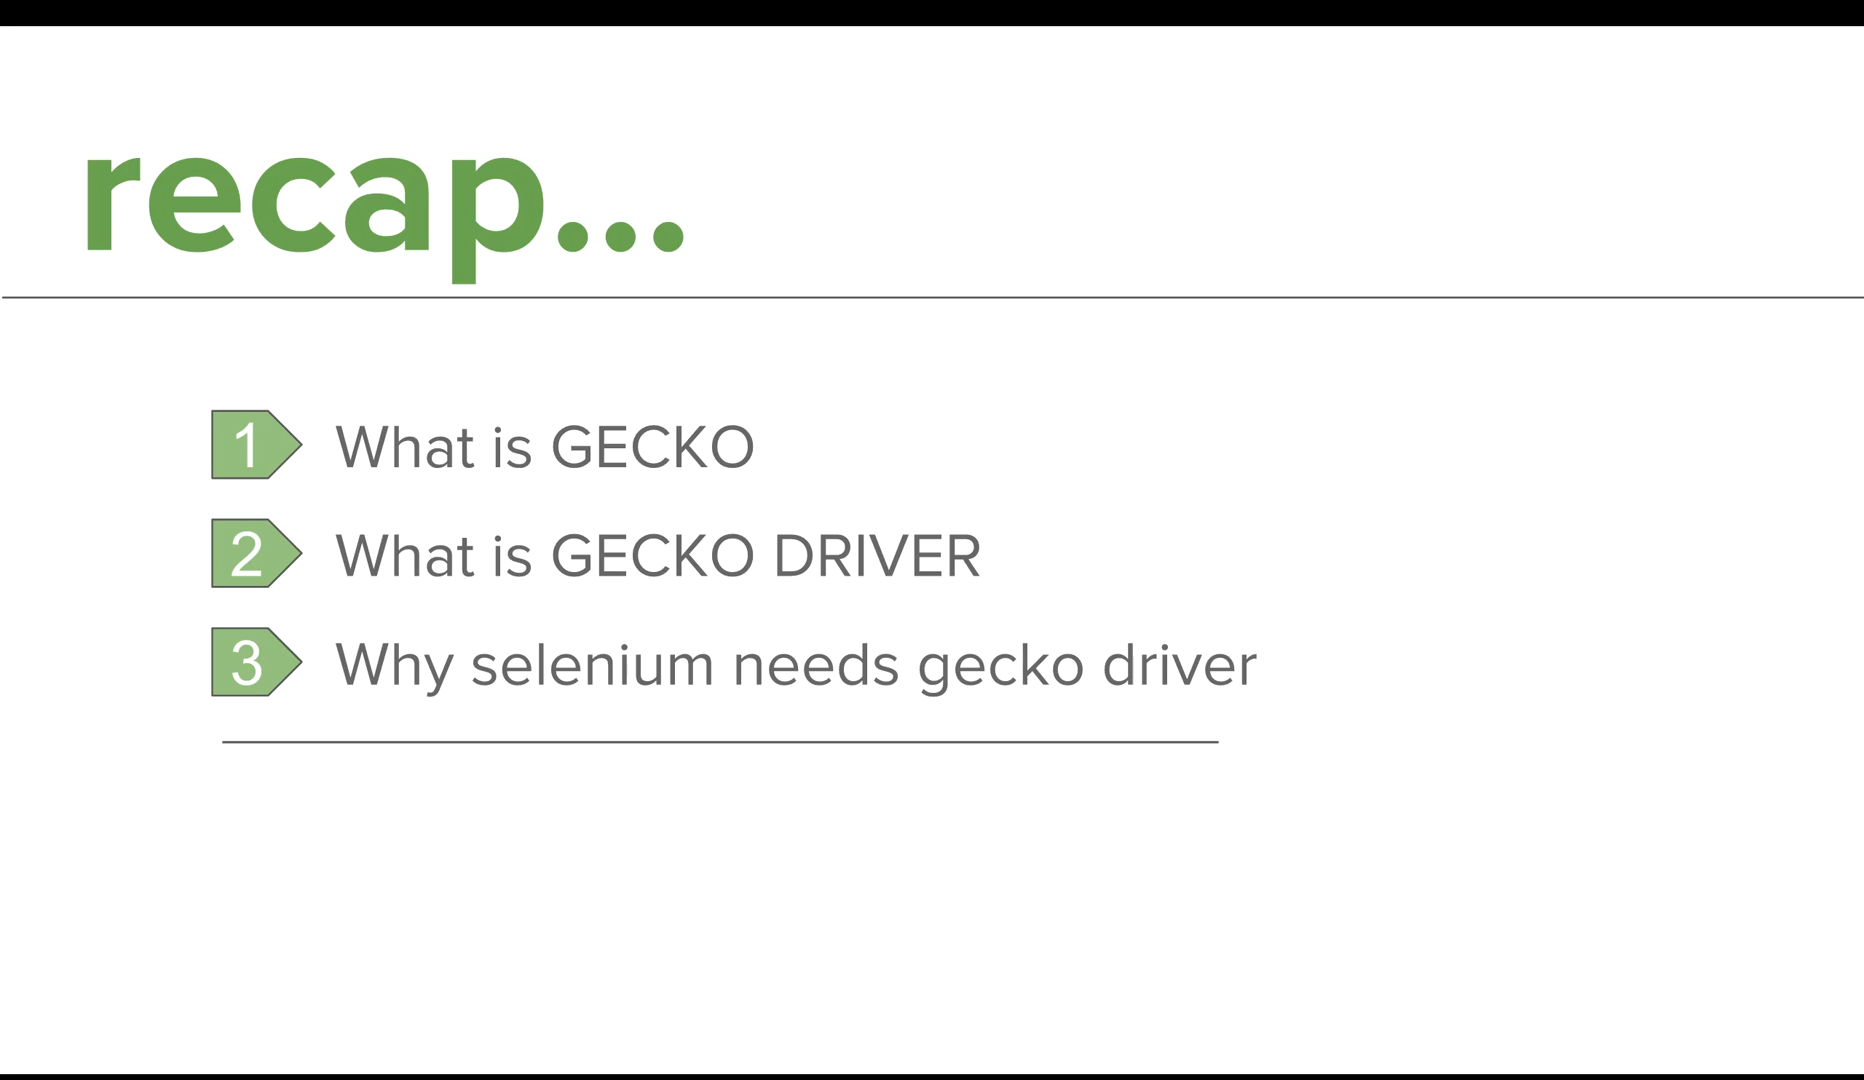 recap...
1 What is GECKO
2 What is GECKO DRIVER
3 Why selenium needs gecko driver